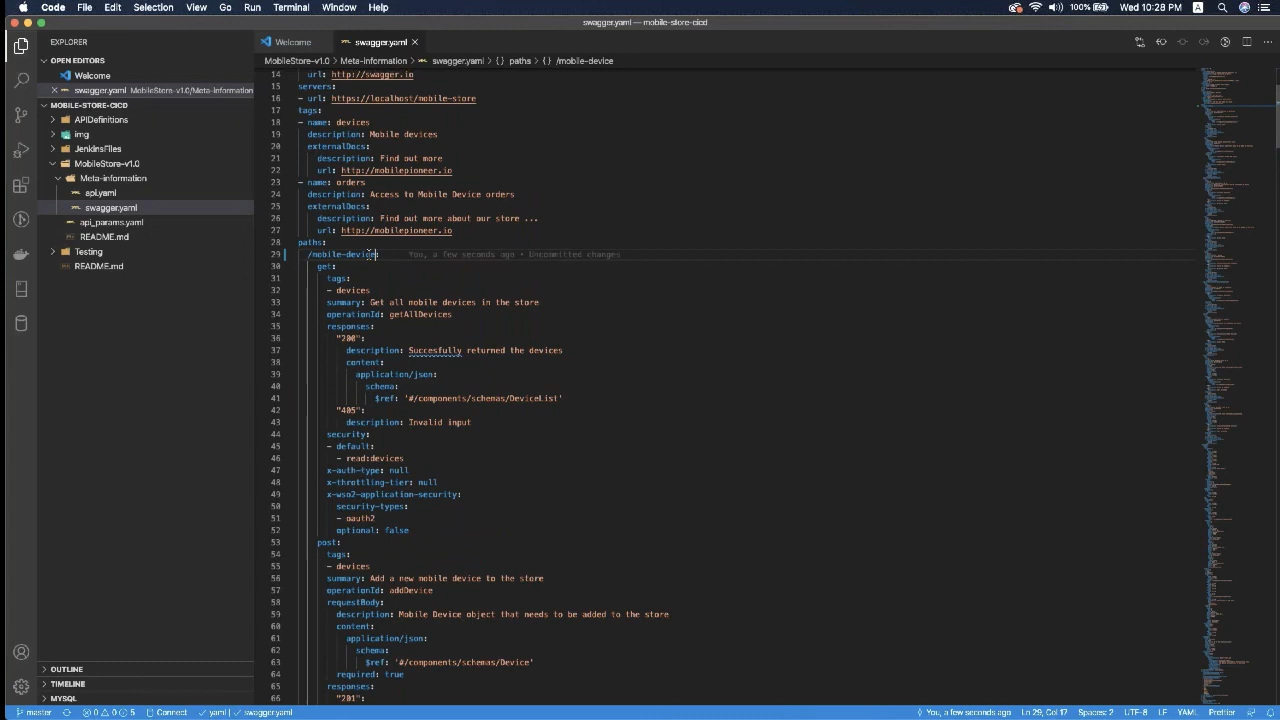 Code File Edit Selection View Go Run Terminal Window Help 100% Wed 10:28 PM A
swagger.yaml — mobile-store-cicd
EXPLORER
OPEN EDITORS
Welcome
swagger.yaml MobileStore-v1.0/Meta-information
MOBILE-STORE-CICD
APIDefinitions
img
JenkinsFiles
MobileStore-v1.0
Meta-information
api.yaml
swagger.yaml
api_params.yaml
README.md
Testing
README.md
OUTLINE
TIMELINE
MYSQL
Welcome swagger.yaml
MobileStore-v1.0 > Meta-information > swagger.yaml > {} paths > {} /mobile-device
14 url: http://swagger.io
15 servers:
16 - url: https://localhost/mobile-store
17 tags:
18 - name: devices
19 description: Mobile devices
20 externalDocs:
21 description: Find out more
22 url: http://mobilepioneer.io
23 - name: orders
24 description: Access to Mobile Device orders
25 externalDocs:
26 description: Find out more about our store ...
27 url: http://mobilepioneer.io
28 paths:
29 /mobile-device: You, a few seconds ago • Uncommitted changes
30 get:
31 tags:
32 - devices
33 summary: Get all mobile devices in the store
34 operationId: getAllDevices
35 responses:
36 "200":
37 description: Succesfully returned the devices
38 content:
39 application/json:
40 schema:
41 $ref: '#/components/schemas/DeviceList'
42 "405":
43 description: Invalid input
44 security:
45 - default:
46 - read:devices
47 x-auth-type: null
48 x-throttling-tier: null
49 x-wso2-application-security:
50 security-types:
51 - oauth2
52 optional: false
53 post:
54 tags:
55 - devices
56 summary: Add a new mobile device to the store
57 operationId: addDevice
58 requestBody:
59 description: Mobile Device object that needs to be added to the store
60 content:
61 application/json:
62 schema:
63 $ref: '#/components/schemas/Device'
64 required: true
65 responses:
66 "201":
master 0 0 5 Connect yaml swagger.yaml You, a few seconds ago Ln 29, Col 17 Spaces: 2 UTF-8 LF YAML Prettier